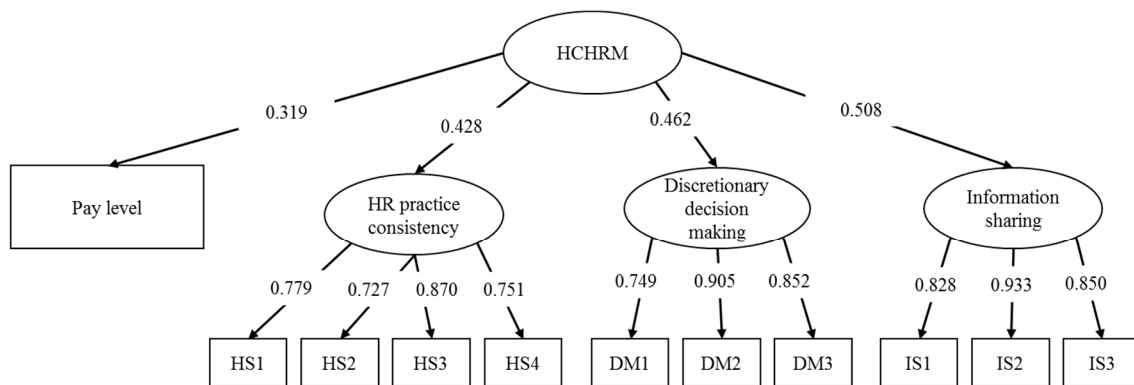 HCHRM
0.319
0.428
0.462
0.508
Pay level
HR practice
consistency
Discretionary
decision
making
Information
sharing
0.779
0.727
0.870
0.751
0.749
0.905
0.852
0.828
0.933
0.850
HS1
HS2
HS3
HS4
DM1
DM2
DM3
IS1
IS2
IS3